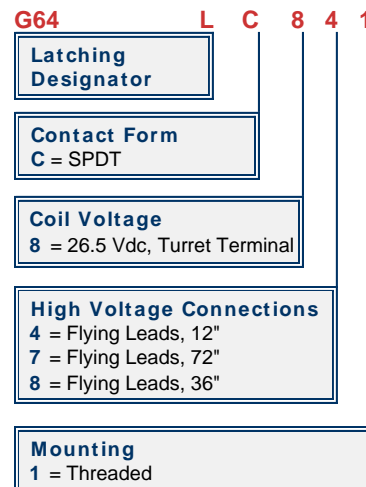 G64 L C 8 4 1
Latching
Designator
Contact Form
C = SPDT
Coil Voltage
8 = 26.5 Vdc, Turret Terminal
High Voltage Connections
4 = Flying Leads, 12"
7 = Flying Leads, 72"
8 = Flying Leads, 36"
Mounting
1 = Threaded